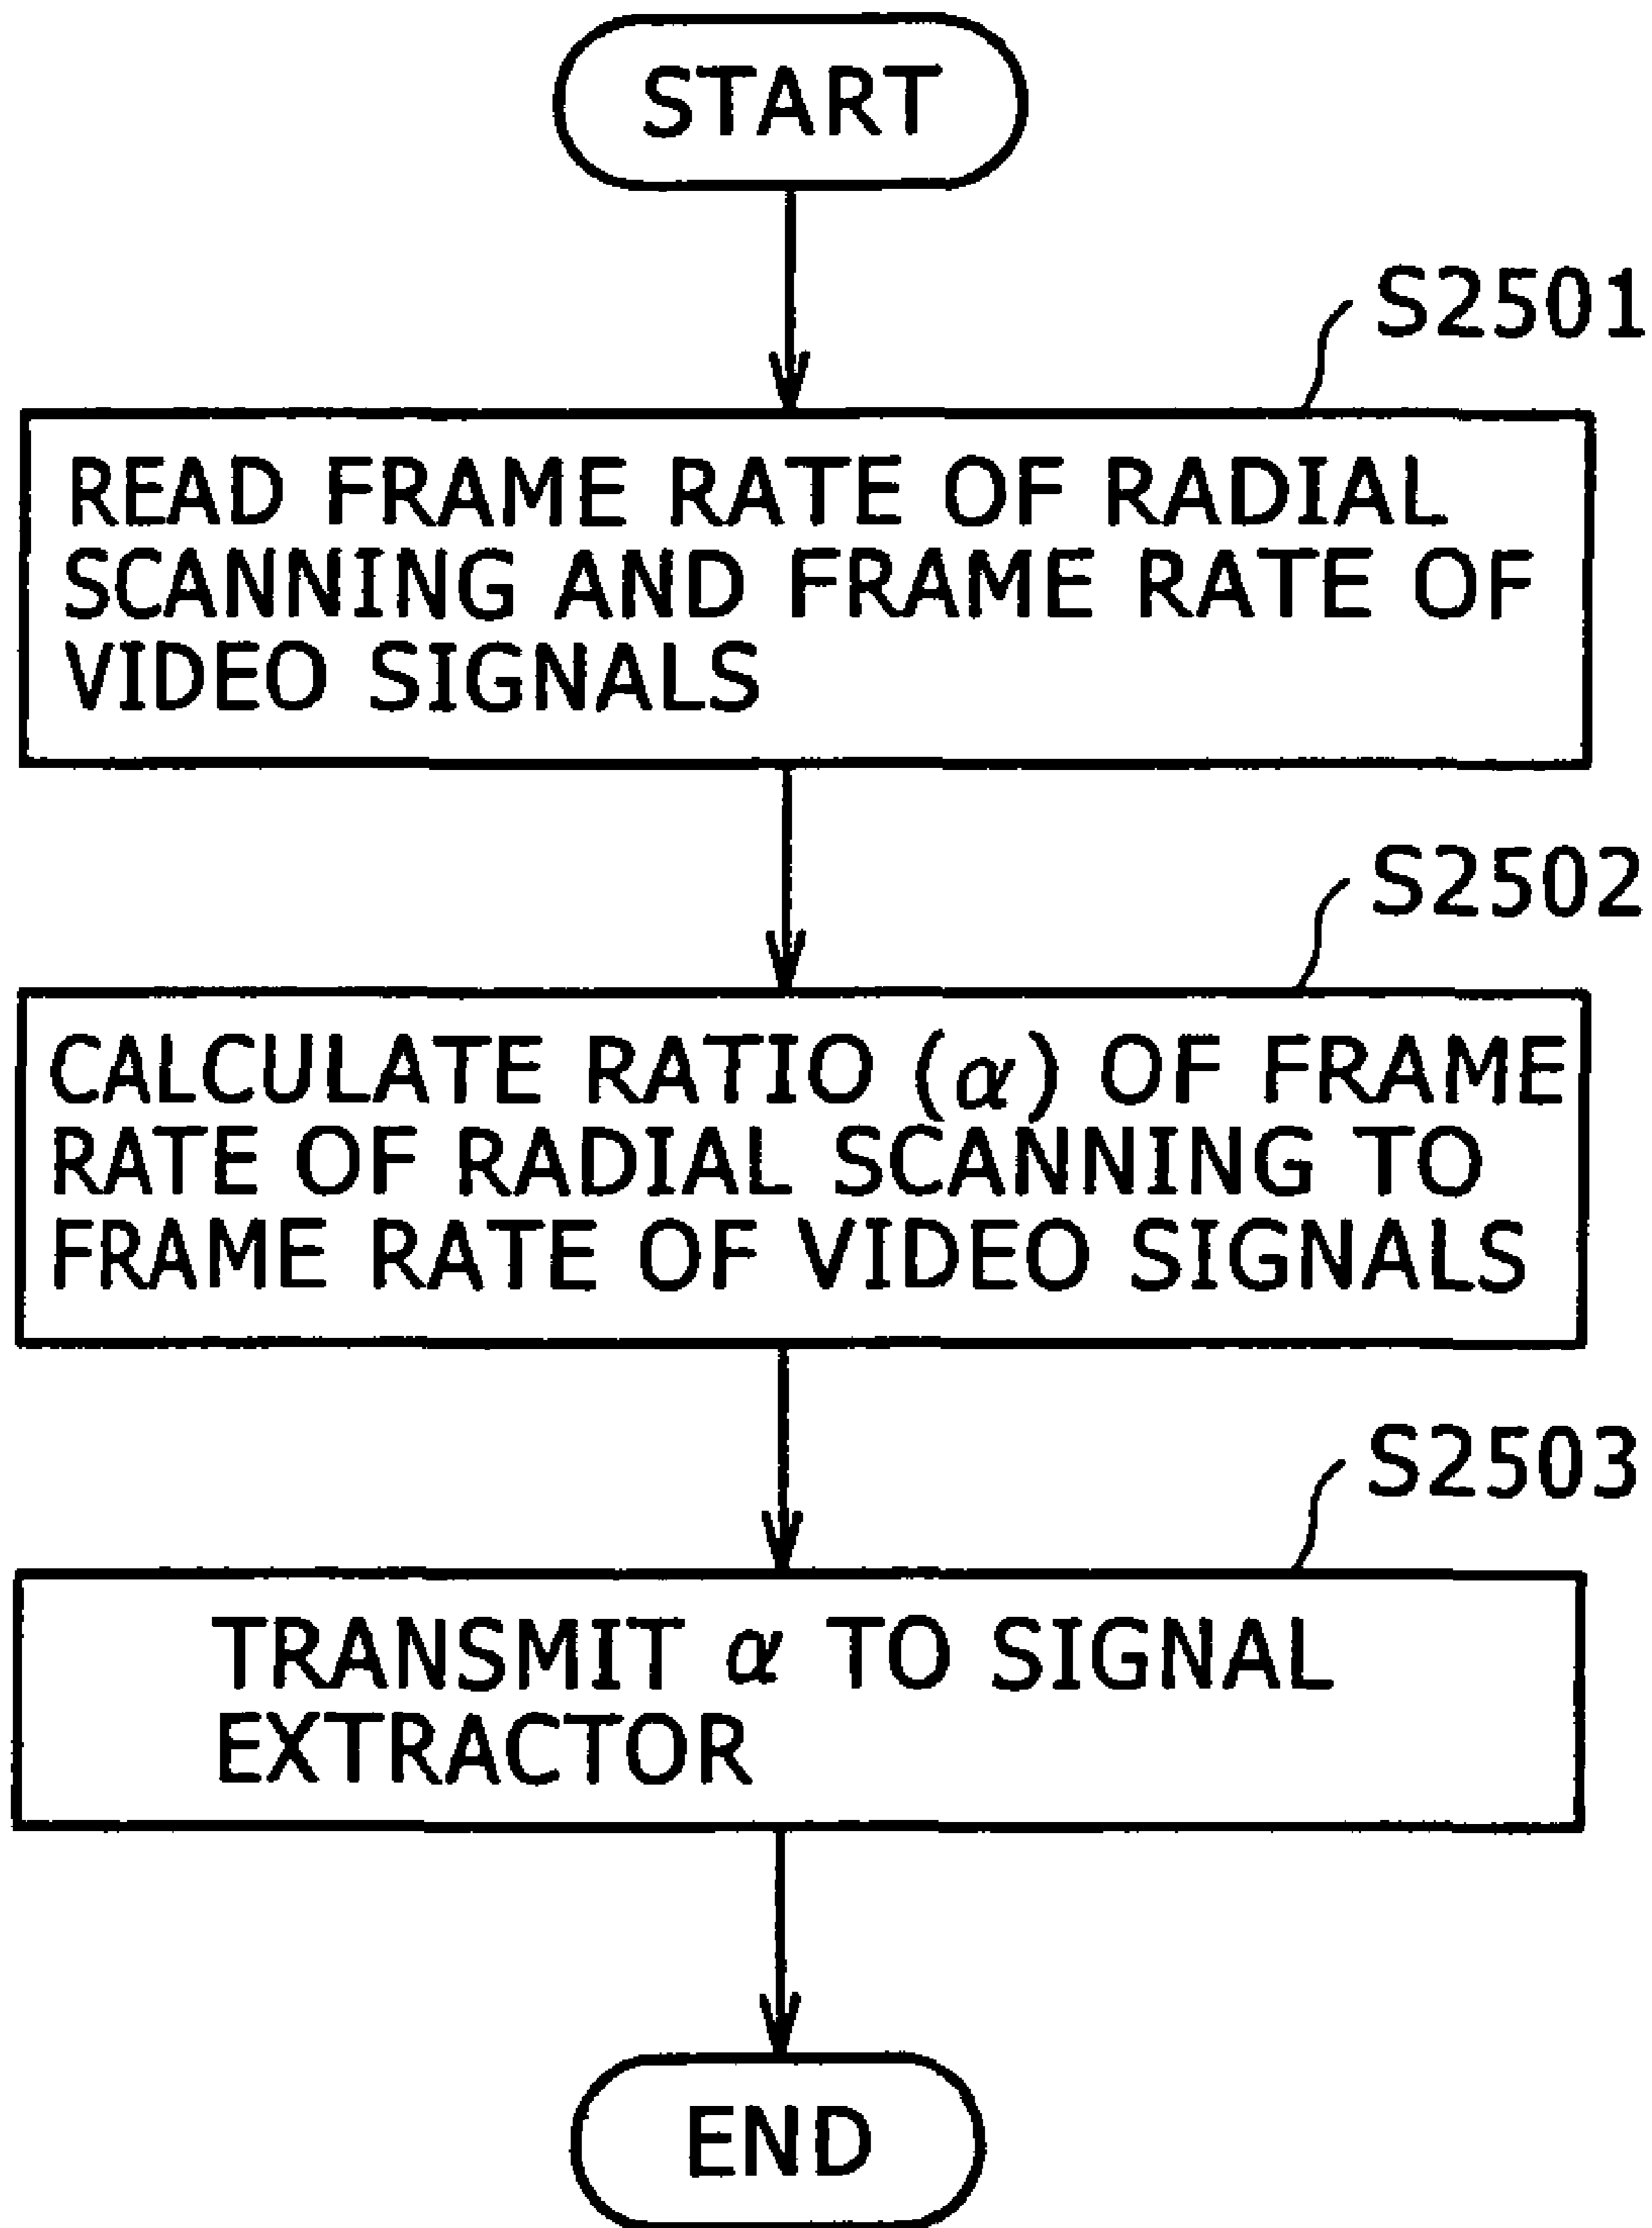 START
S2501
READ FRAME RATE OF RADIAL
SCANNING AND FRAME RATE OF
VIDEO SIGNALS
S2502
CALCULATE RATIO (α) OF FRAME
RATE OF RADIAL SCANNING TO
FRAME RATE OF VIDEO SIGNALS
S2503
TRANSMIT α TO SIGNAL
EXTRACTOR
END